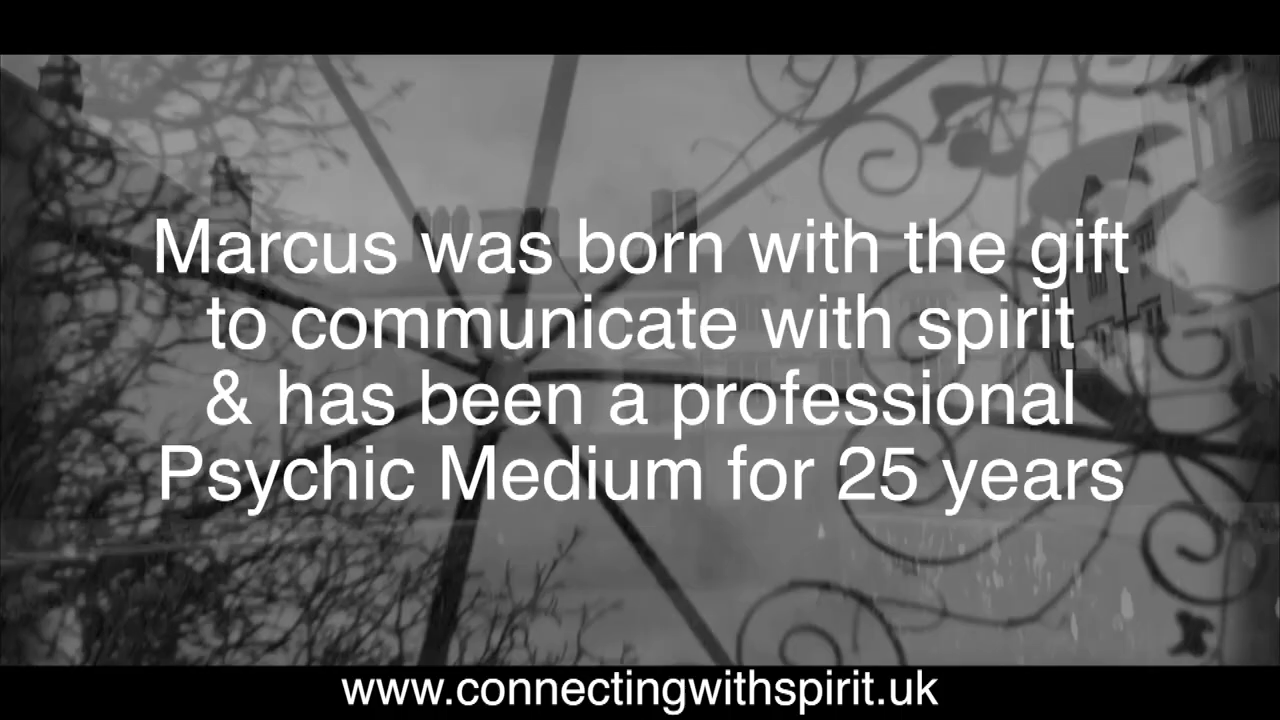 Marcus was born with the gift
to communicate with spirit
& has been a professional
Psychic Medium for 25 years
www.connectingwithspirit.uk